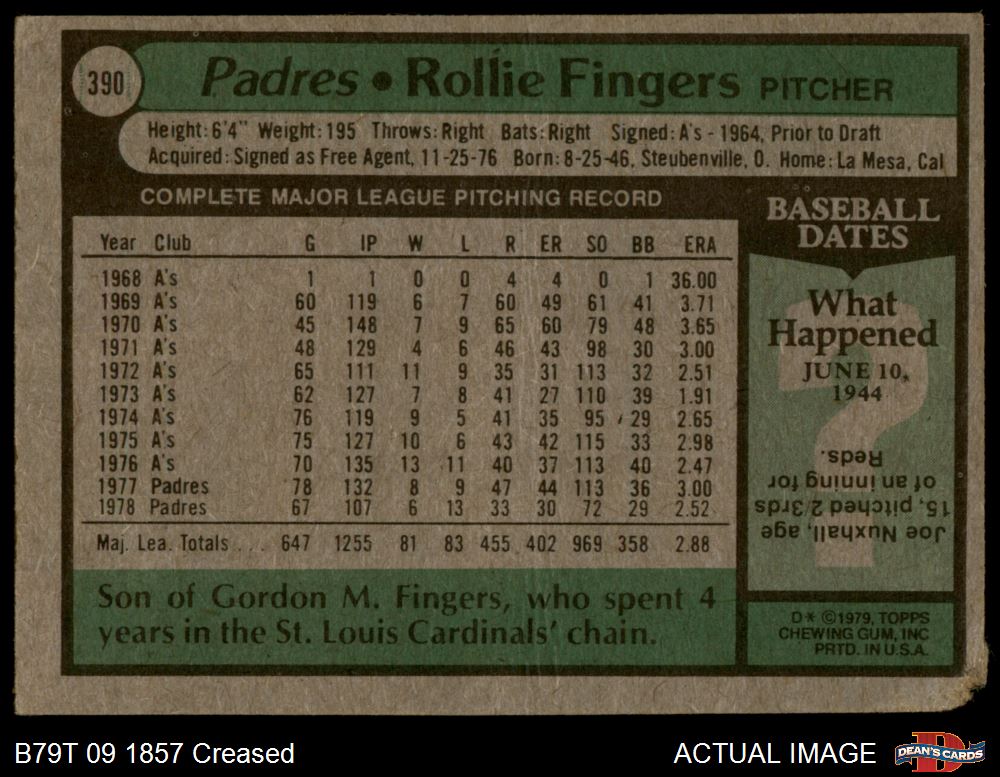 390
Padres • Rollie Fingers PITCHER
Height: 6'4" Weight: 195 Throws: Right Bats: Right Signed: A's - 1964, Prior to Draft
Acquired: Signed as Free Agent, 11-25-76 Born: 8-25-46, Steubenville, O. Home: La Mesa, Cal
COMPLETE MAJOR LEAGUE PITCHING RECORD
Year Club G IP W L R ER SO BB ERA
1968 A's 1 1 0 0 4 4 0 1 36.00
1969 A's 60 119 6 7 60 49 61 41 3.71
1970 A's 45 148 7 9 65 60 79 48 3.65
1971 A's 48 129 4 6 46 43 98 30 3.00
1972 A's 65 111 11 9 35 31 113 32 2.51
1973 A's 62 127 7 8 41 27 110 39 1.91
1974 A's 76 119 9 5 41 35 95 29 2.65
1975 A's 75 127 10 6 43 42 115 33 2.98
1976 A's 70 135 13 11 40 37 113 40 2.47
1977 Padres 78 132 8 9 47 44 113 36 3.00
1978 Padres 67 107 6 13 33 30 72 29 2.52
Maj. Lea. Totals . . . 647 1255 81 83 455 402 969 358 2.88
Son of Gordon M. Fingers, who spent 4
years in the St. Louis Cardinals' chain.
BASEBALL
DATES
What
Happened
JUNE 10,
1944
?
Joe Nuxhall, age
15, pitched 2/3rds
of an inning for
Reds.
D* ©1979, TOPPS
CHEWING GUM, INC
PRTD. IN U.S.A.
B79T 09 1857 Creased
ACTUAL IMAGE
D
DEAN'S CARDS